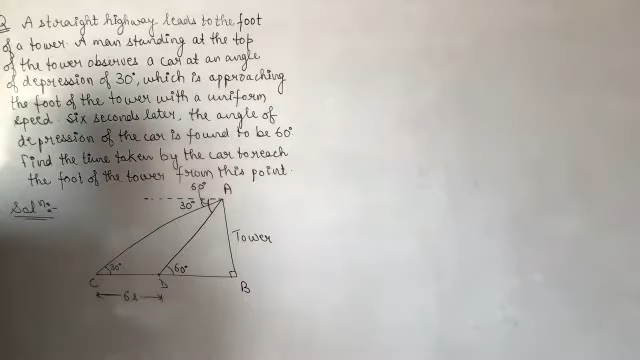 Q A straight highway leads to the foot
of a tower. A man standing at the top
of the tower observes a car at an angle
of depression of 30°, which is approaching
the foot of the tower with a uniform
speed. Six seconds later, the angle of
depression of the car is found to be 60°
Find the time taken by the car to reach
the foot of the tower from this point.
Solⁿ:-
60°
A
30°
Tower
30°
60°
C
D
B
6s